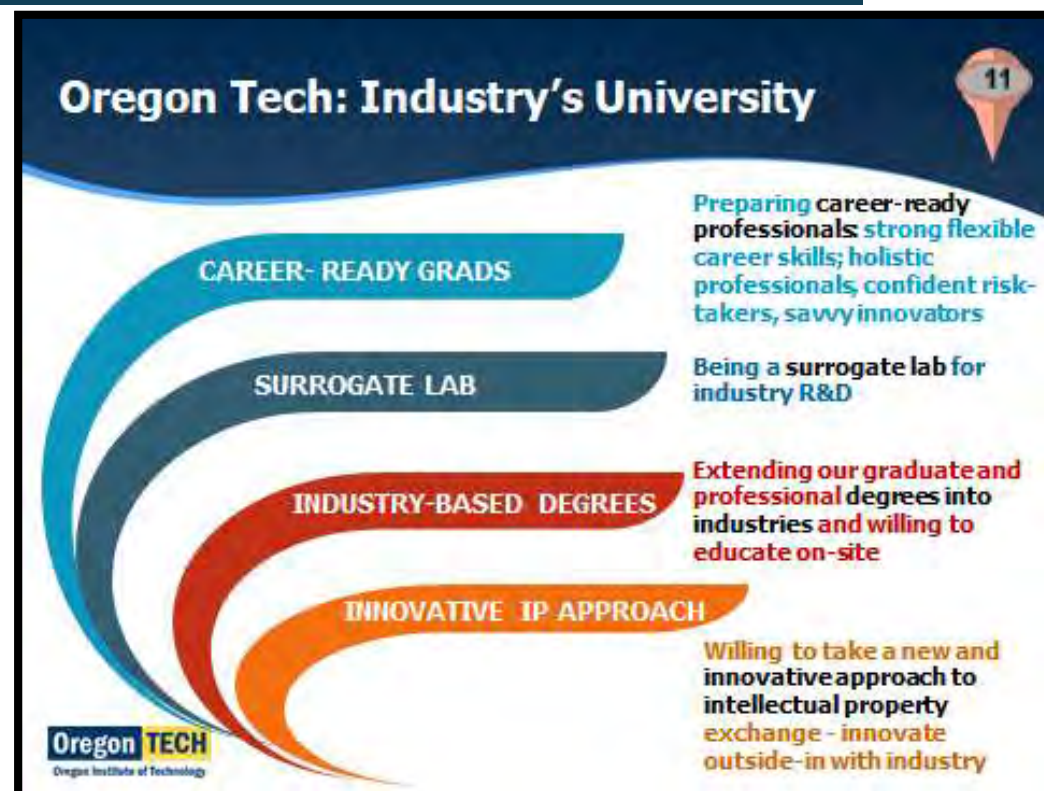 Oregon Tech: Industry's University
11
CAREER- READY GRADS
Preparing career-ready
professionals: strong flexible
career skills; holistic
professionals, confident risk-
takers, savvy innovators
SURROGATE LAB
Being a surrogate lab for
industry R&D
INDUSTRY-BASED DEGREES
Extending our graduate and
professional degrees into
industries and willing to
educate on-site
INNOVATIVE IP APPROACH
Willing to take a new and
innovative approach to
intellectual property
exchange - innovate
outside-in with industry
Oregon TECH
Oregon Institute of Technology